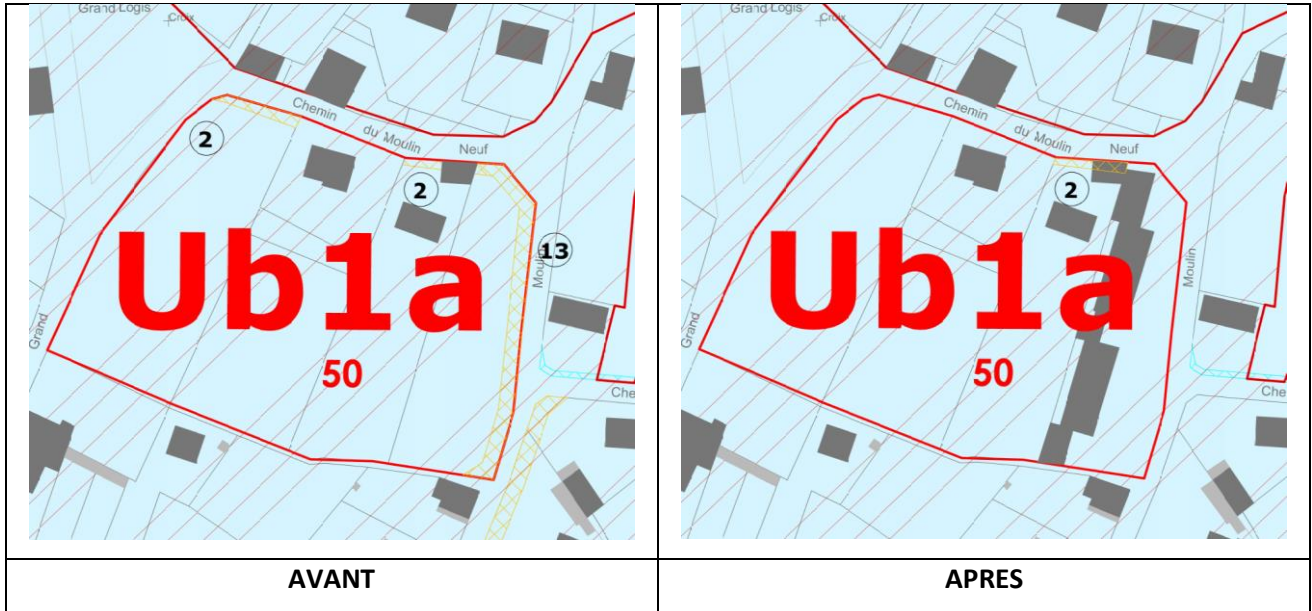 Grand Logis
Croix
Chemin
du Moulin
Neuf
2
2
13
Moulin
Ub1a
50
Grand
Che
AVANT
Grand Logis
Croix
Chemin
du Moulin
Neuf
2
Moulin
Ub1a
50
Grand
Che
APRES